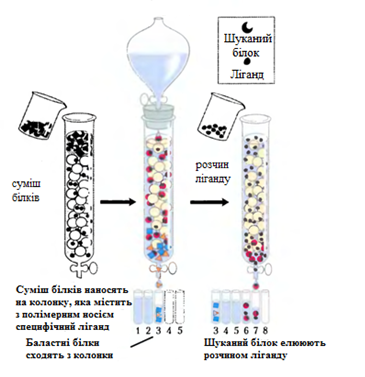 Шуканий
білок
Ліганд
суміш
білків
розчин
ліганду
Суміш білків наносять
на колонку, яка містить
з полімерним носієм
специфічний ліганд
Баластні білки
сходять з колонки
1 2 3 4 5
3 4 5 6 7 8
Шуканий білок елюють
розчином ліганду